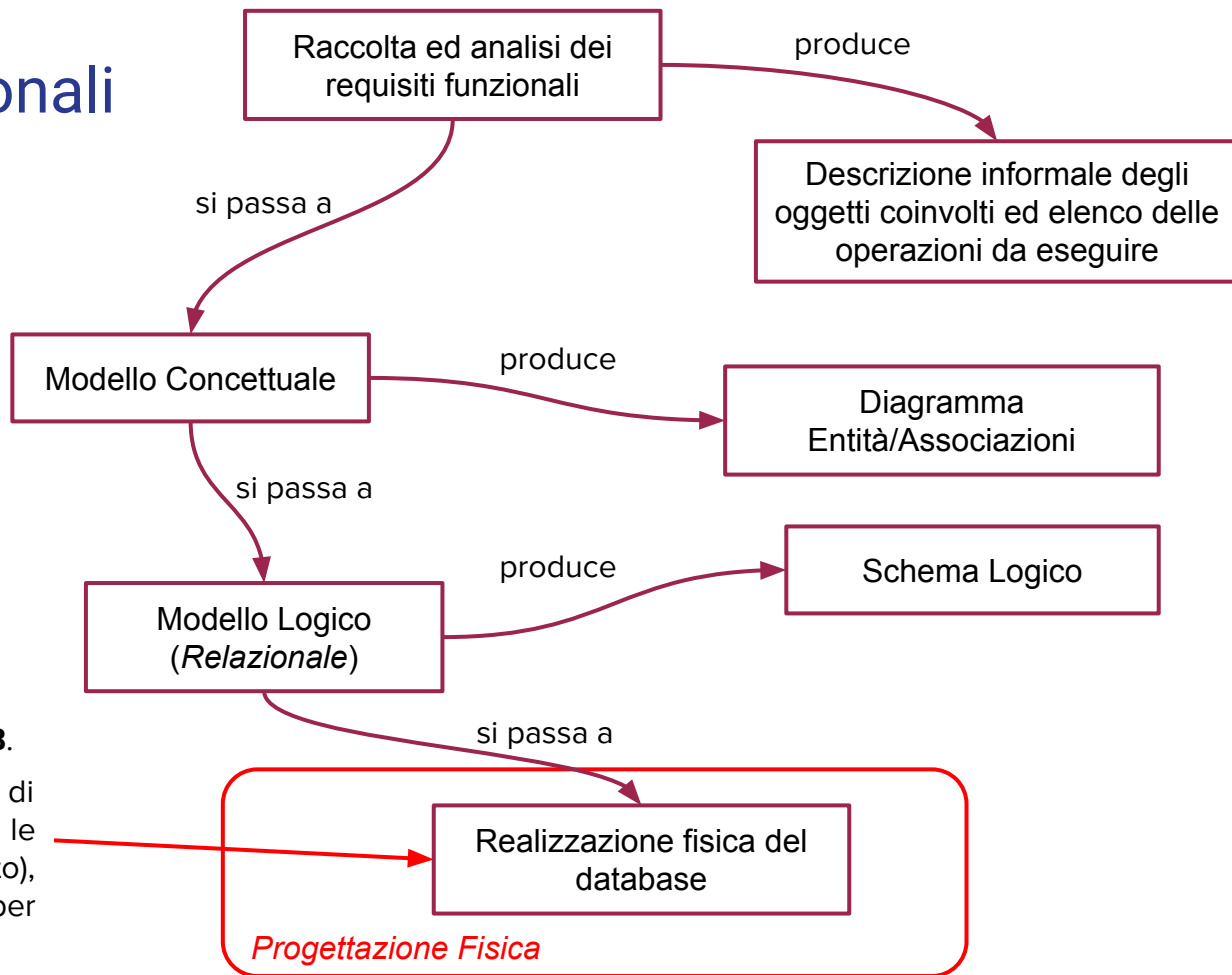 onali
Raccolta ed analisi dei
requisiti funzionali
produce
Descrizione informale degli
oggetti coinvolti ed elenco delle
operazioni da eseguire
si passa a
Modello Concettuale
produce
Diagramma
Entità/Associazioni
si passa a
Modello Logico
(Relazionale)
produce
Schema Logico
si passa a
.
di
le
o),
per
Realizzazione fisica del
database
Progettazione Fisica